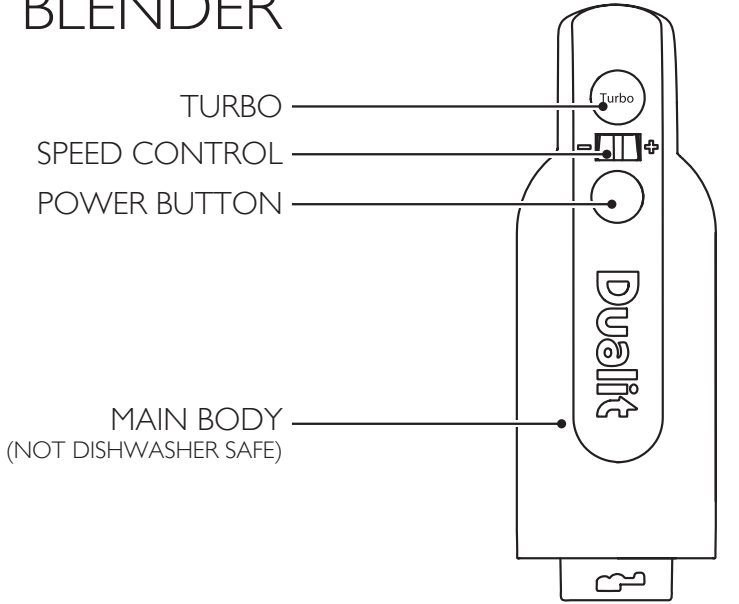 BLENDER
TURBO
Turbo
SPEED CONTROL
- +
POWER BUTTON
Dualit
MAIN BODY
(NOT DISHWASHER SAFE)